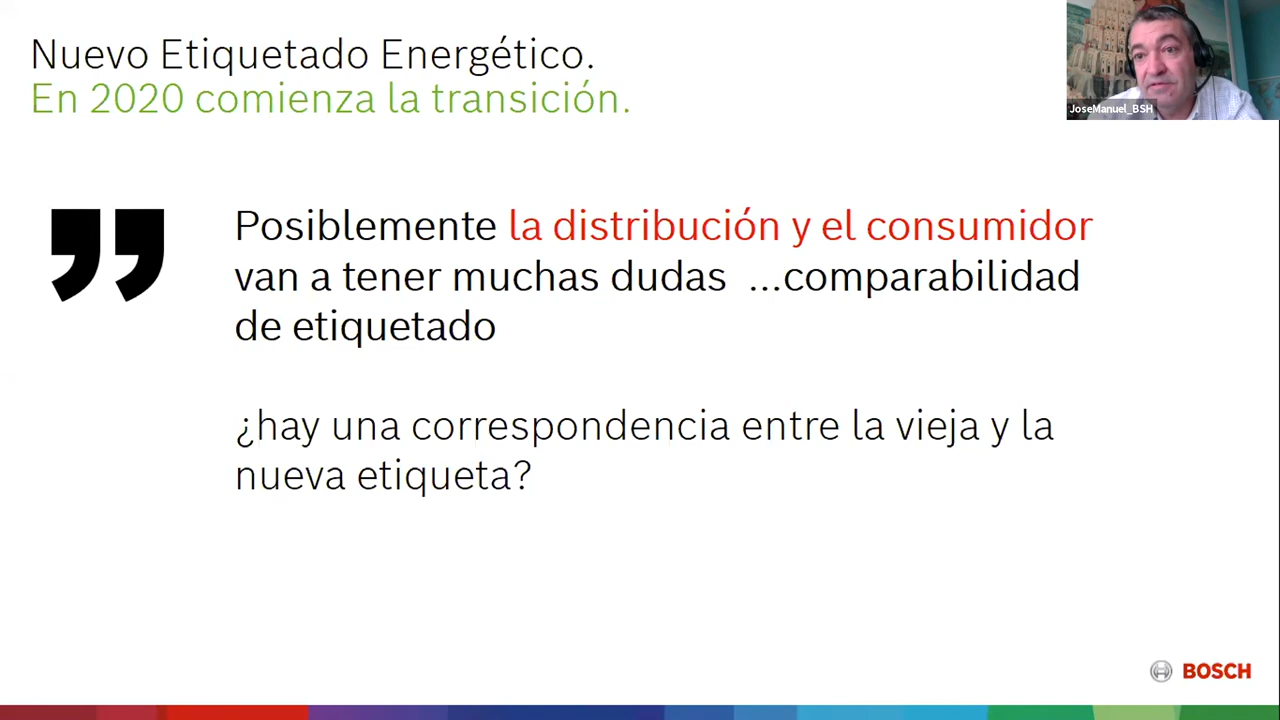 Nuevo Etiquetado Energético.
En 2020 comienza la transición.
JoseManuel_BSH
Posiblemente la distribución y el consumidor
van a tener muchas dudas ...comparabilidad
de etiquetado
¿hay una correspondencia entre la vieja y la
nueva etiqueta?
BOSCH